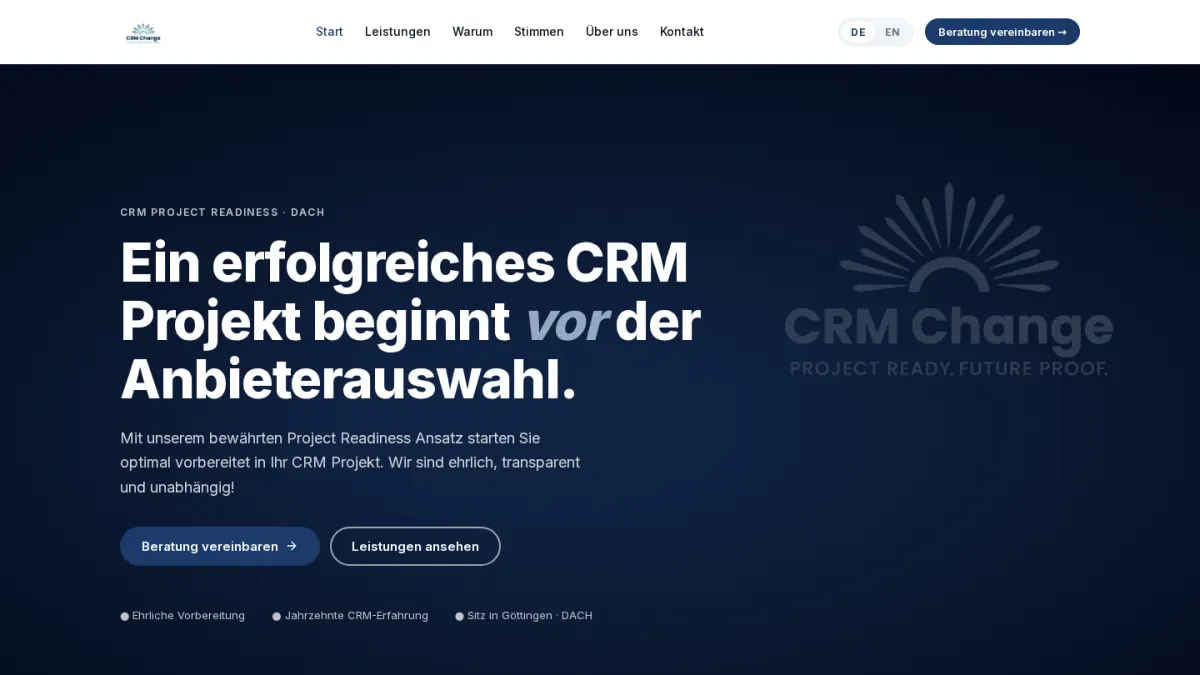 CRM Change
Start
Leistungen
Warum
Stimmen
Über uns
Kontakt
DE
EN
Beratung vereinbaren →
CRM PROJECT READINESS · DACH
Ein erfolgreiches CRM
Projekt beginnt vor der
Anbieterauswahl.
CRM Change
PROJECT READY. FUTURE PROOF.
Mit unserem bewährten Project Readiness Ansatz starten Sie
optimal vorbereitet in Ihr CRM Projekt. Wir sind ehrlich, transparent
und unabhängig!
Beratung vereinbaren →
Leistungen ansehen
Ehrliche Vorbereitung
Jahrzehnte CRM-Erfahrung
Sitz in Göttingen · DACH